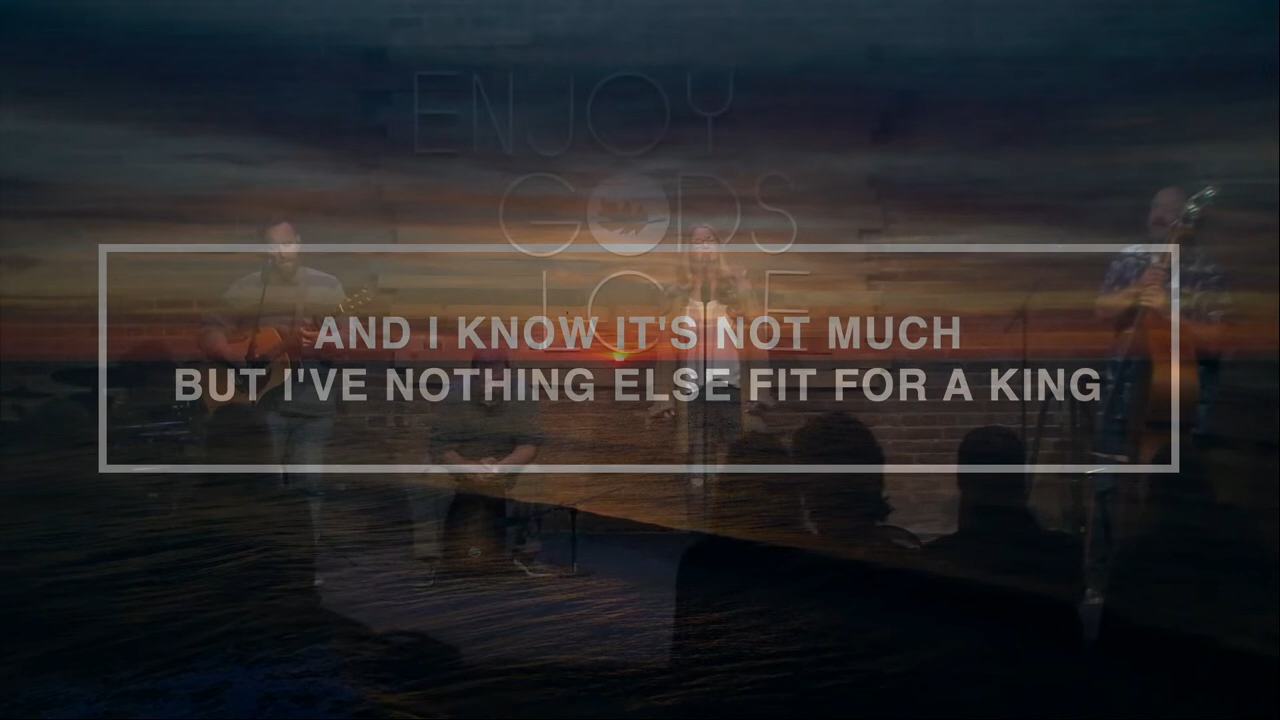 ENJOY
GODS
LOVE
AND I KNOW IT'S NOT MUCH
BUT I'VE NOTHING ELSE FIT FOR A KING